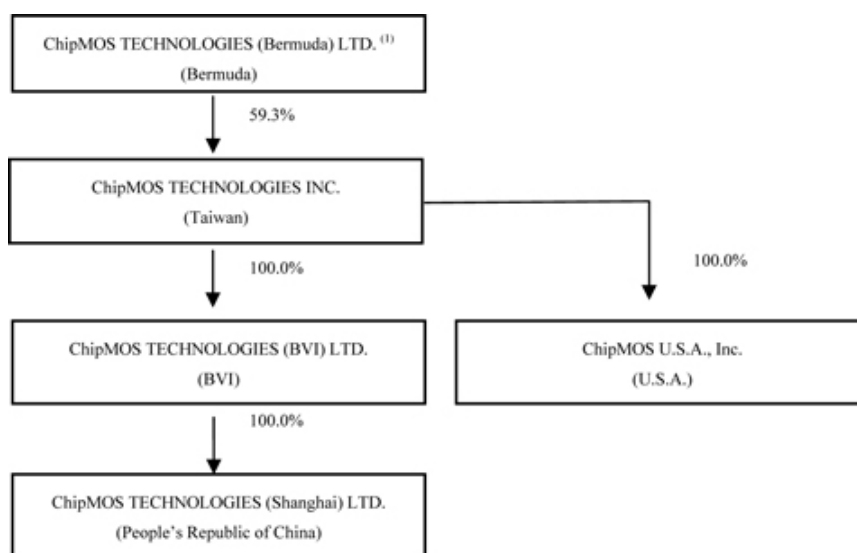 ChipMOS TECHNOLOGIES (Bermuda) LTD. (1)
(Bermuda)
59.3%
ChipMOS TECHNOLOGIES INC.
(Taiwan)
100.0%
100.0%
ChipMOS TECHNOLOGIES (BVI) LTD.
(BVI)
ChipMOS U.S.A., Inc.
(U.S.A.)
100.0%
ChipMOS TECHNOLOGIES (Shanghai) LTD.
(People's Republic of China)